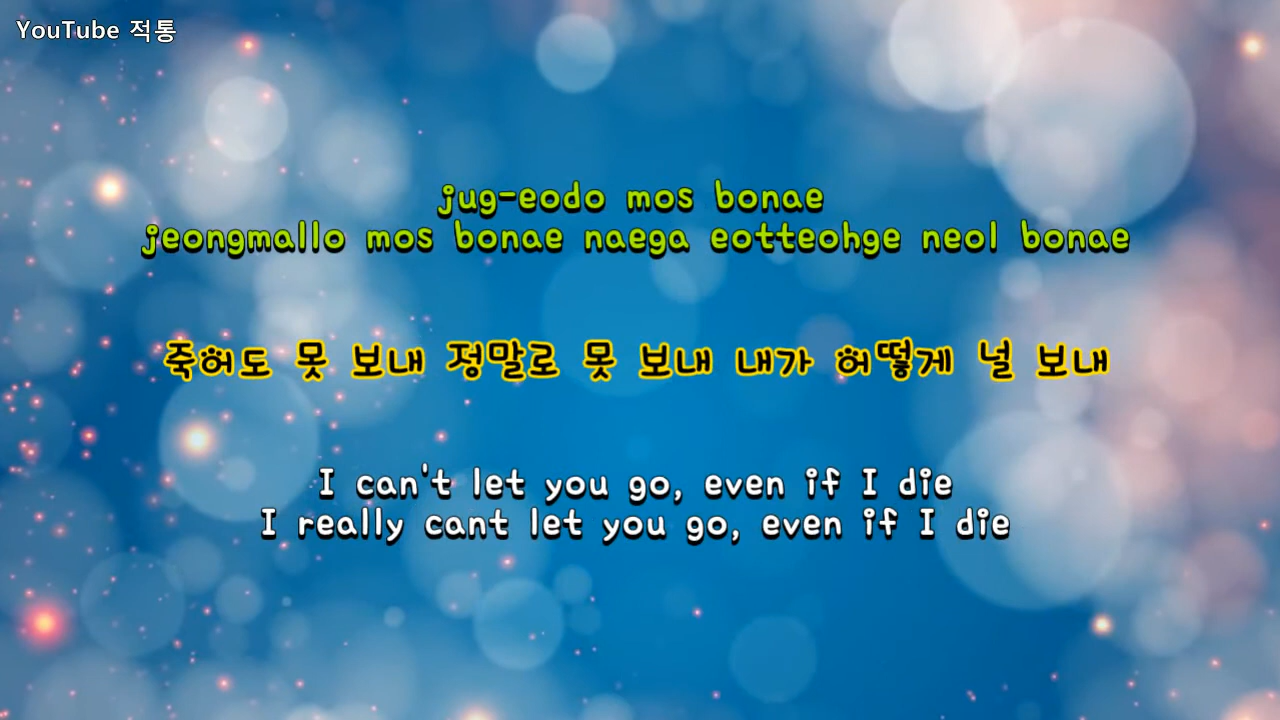 YouTube 적통
jug-eodo mos bonae
jeongmallo mos bonae naega eotteohge neol bonae
죽어도 못 보내 정말로 못 보내 내가 어떻게 널 보내
I can't let you go, even if I die
I really cant let you go, even if I die